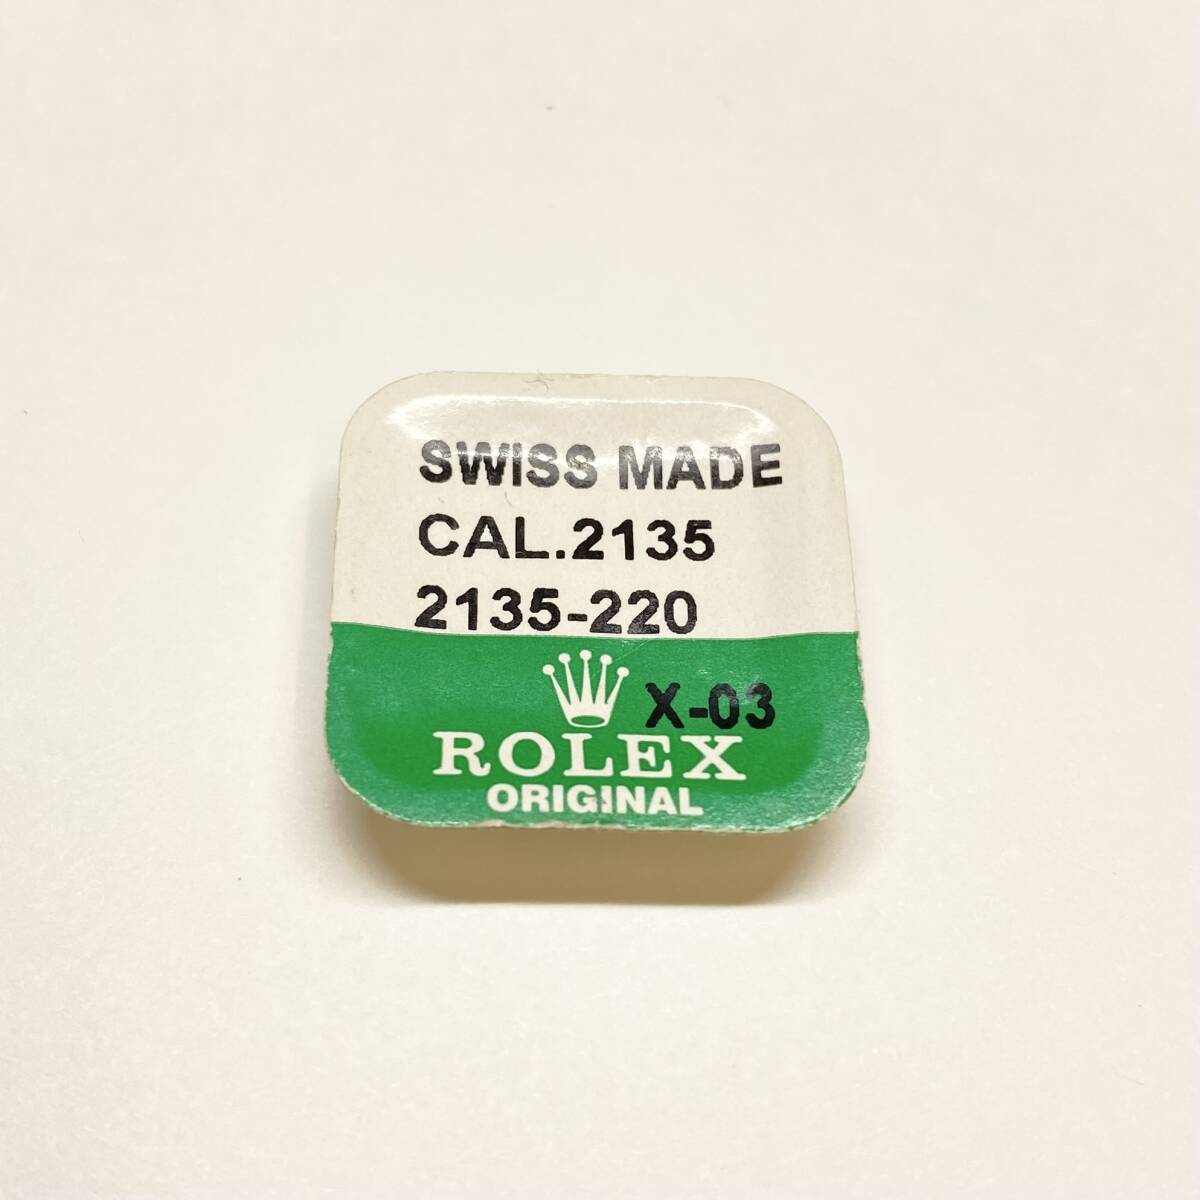 SWISS MADE
CAL.2135
2135-220
X-03
ROLEX
ORIGINAL